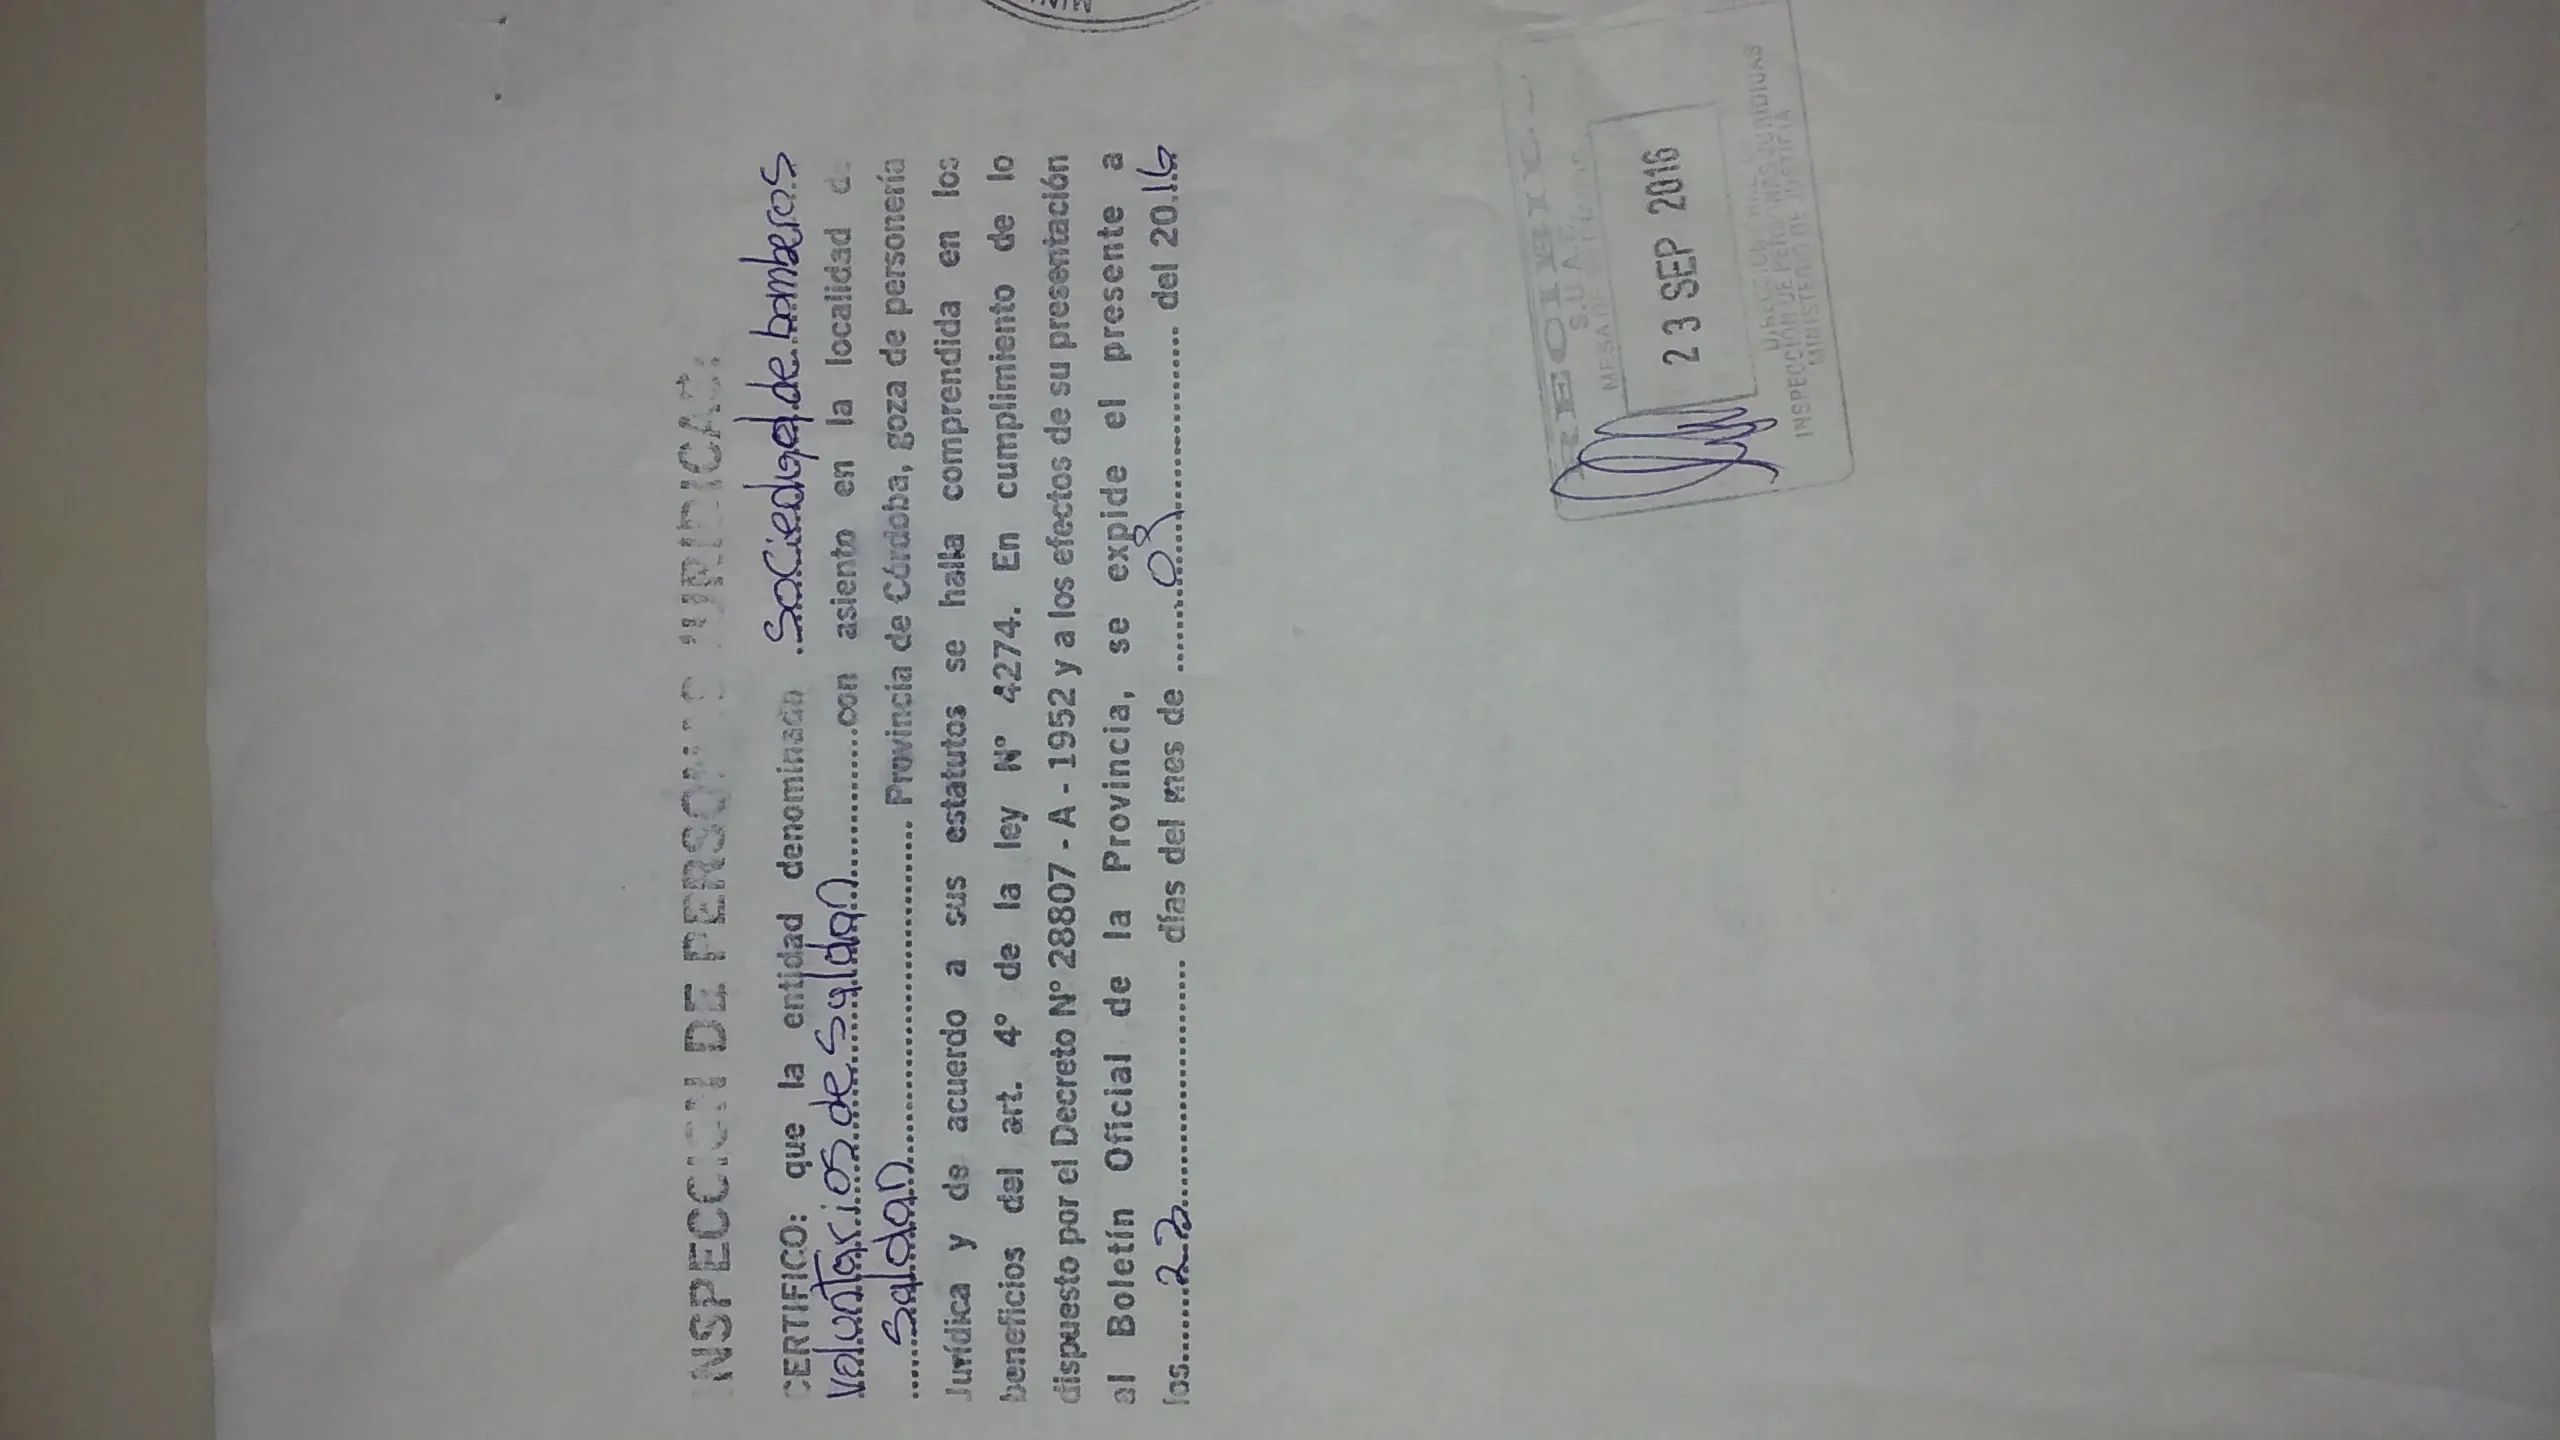 INSPECCION DE PERSONAS JURIDICAS.
CERTIFICO: que la entidad denominada Sociedad de bomberos
Voluntarios de Saldan con asiento en la localidad de
Saldan Provincia de Córdoba, goza de personería
Jurídica y de acuerdo a sus estatutos se halla comprendida en los
beneficios del art. 4° de la ley N° 4274. En cumplimiento de lo
dispuesto por el Decreto N° 28807 - A - 1952 y a los efectos de su presentación
al Boletín Oficial de la Provincia, se expide el presente a
los 23 días del mes de 09 del 2016
RECIBIDO
S.U.A.C.
MESA DE
23 SEP 2016
DIRECCION DE
INSPECCION DE PERSONAS JURIDICAS
MINISTERIO DE JUSTICIA